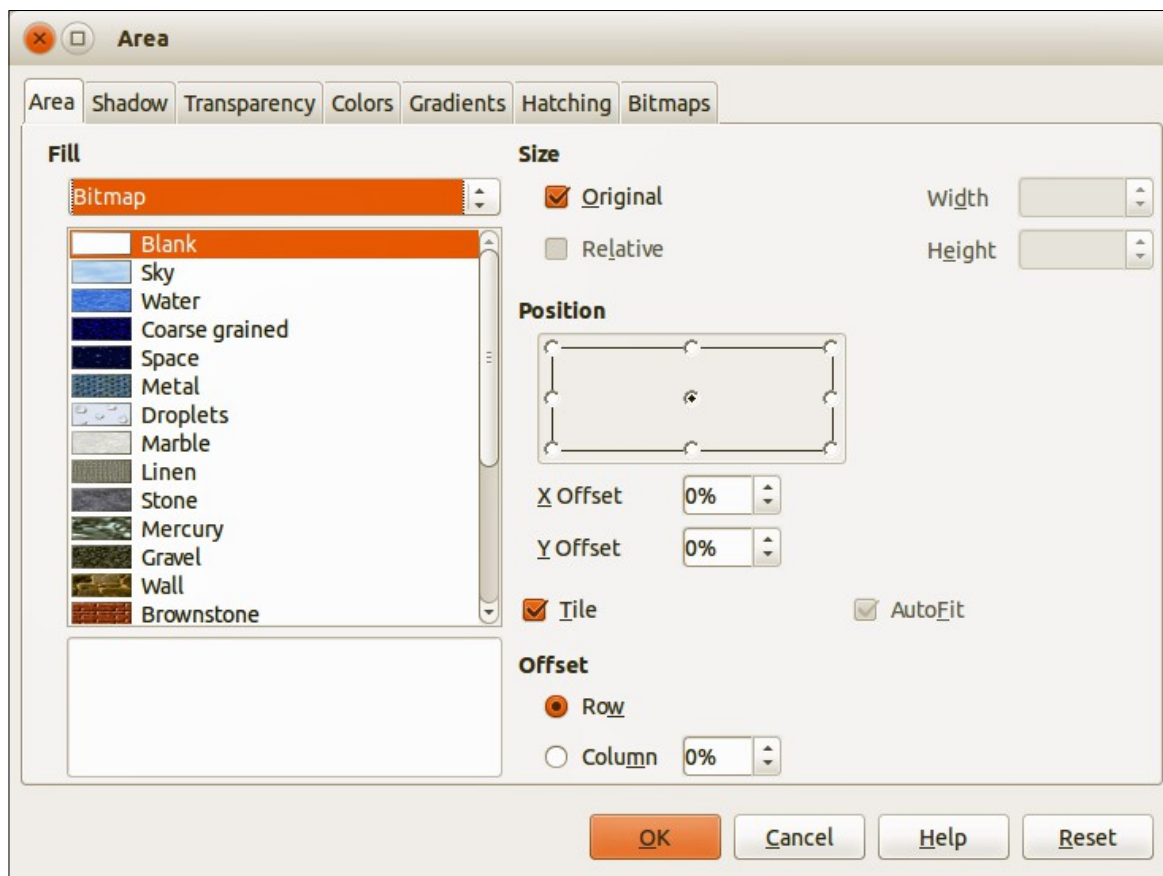 Area
Area Shadow Transparency Colors Gradients Hatching Bitmaps
Fill
Bitmap
Blank
Sky
Water
Coarse grained
Space
Metal
Droplets
Marble
Linen
Stone
Mercury
Gravel
Wall
Brownstone
Size
Original
Width
Relative
Height
Position
X Offset 0%
Y Offset 0%
Tile
AutoFit
Offset
Row
Column 0%
OK Cancel Help Reset